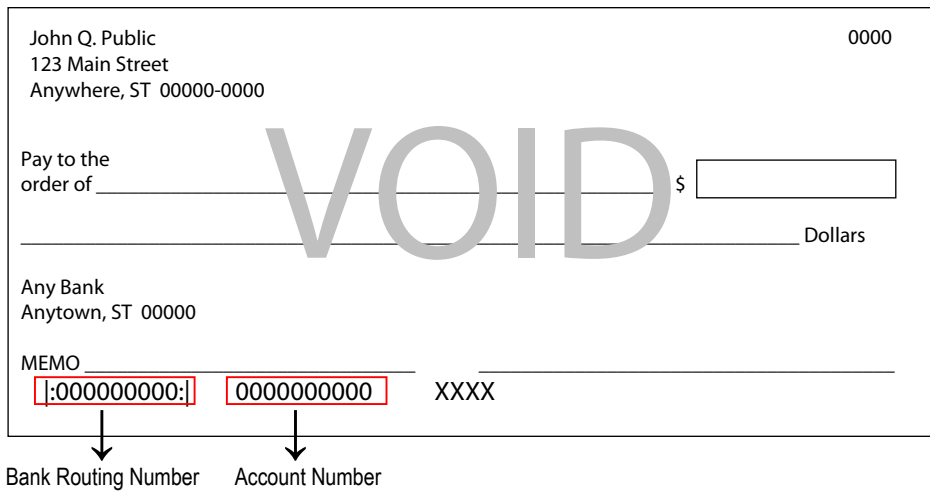 John Q. Public 0000
123 Main Street
Anywhere, ST 00000-0000
VOID
Pay to the
order of $
Dollars
Any Bank
Anytown, ST 00000
MEMO
|:000000000:| 0000000000 XXXX
Bank Routing Number Account Number